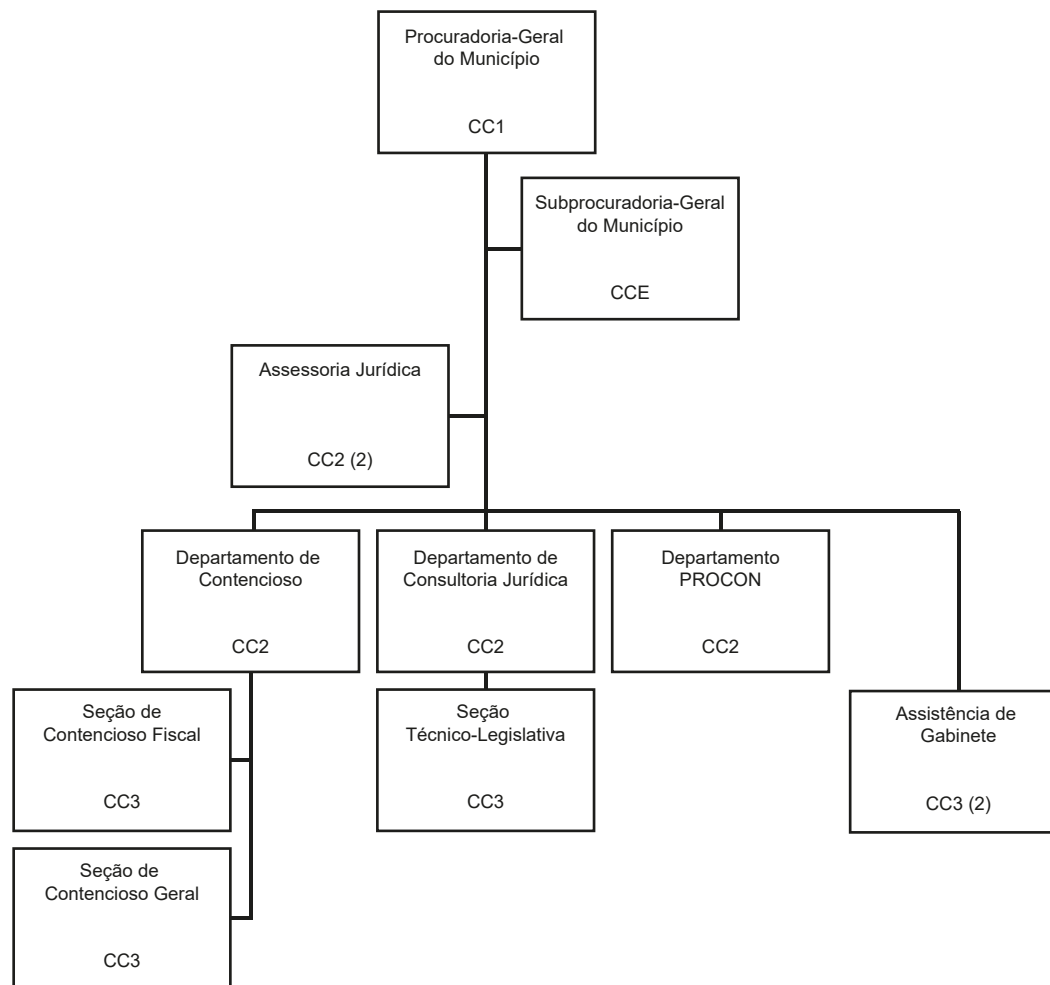 Procuradoria-Geral
do Município
CC1
Subprocuradoria-Geral
do Município
CCE
Assessoria Jurídica
CC2 (2)
Departamento de
Contencioso
CC2
Departamento de
Consultoria Jurídica
CC2
Departamento
PROCON
CC2
Seção de
Contencioso Fiscal
CC3
Seção
Técnico-Legislativa
CC3
Assistência de
Gabinete
CC3 (2)
Seção de
Contencioso Geral
CC3